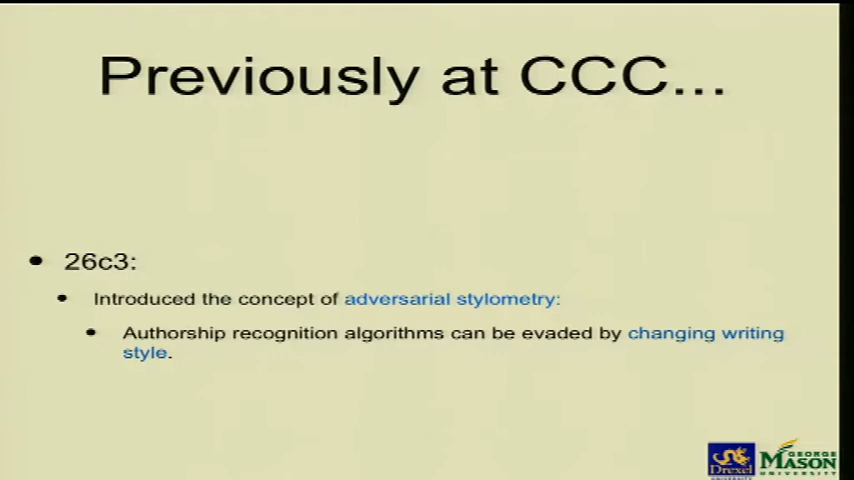 Previously at CCC...
26c3:
Introduced the concept of adversarial stylometry:
Authorship recognition algorithms can be evaded by changing writing
style.
Drexel
UNIVERSITY
GEORGE
MASON
UNIVERSITY